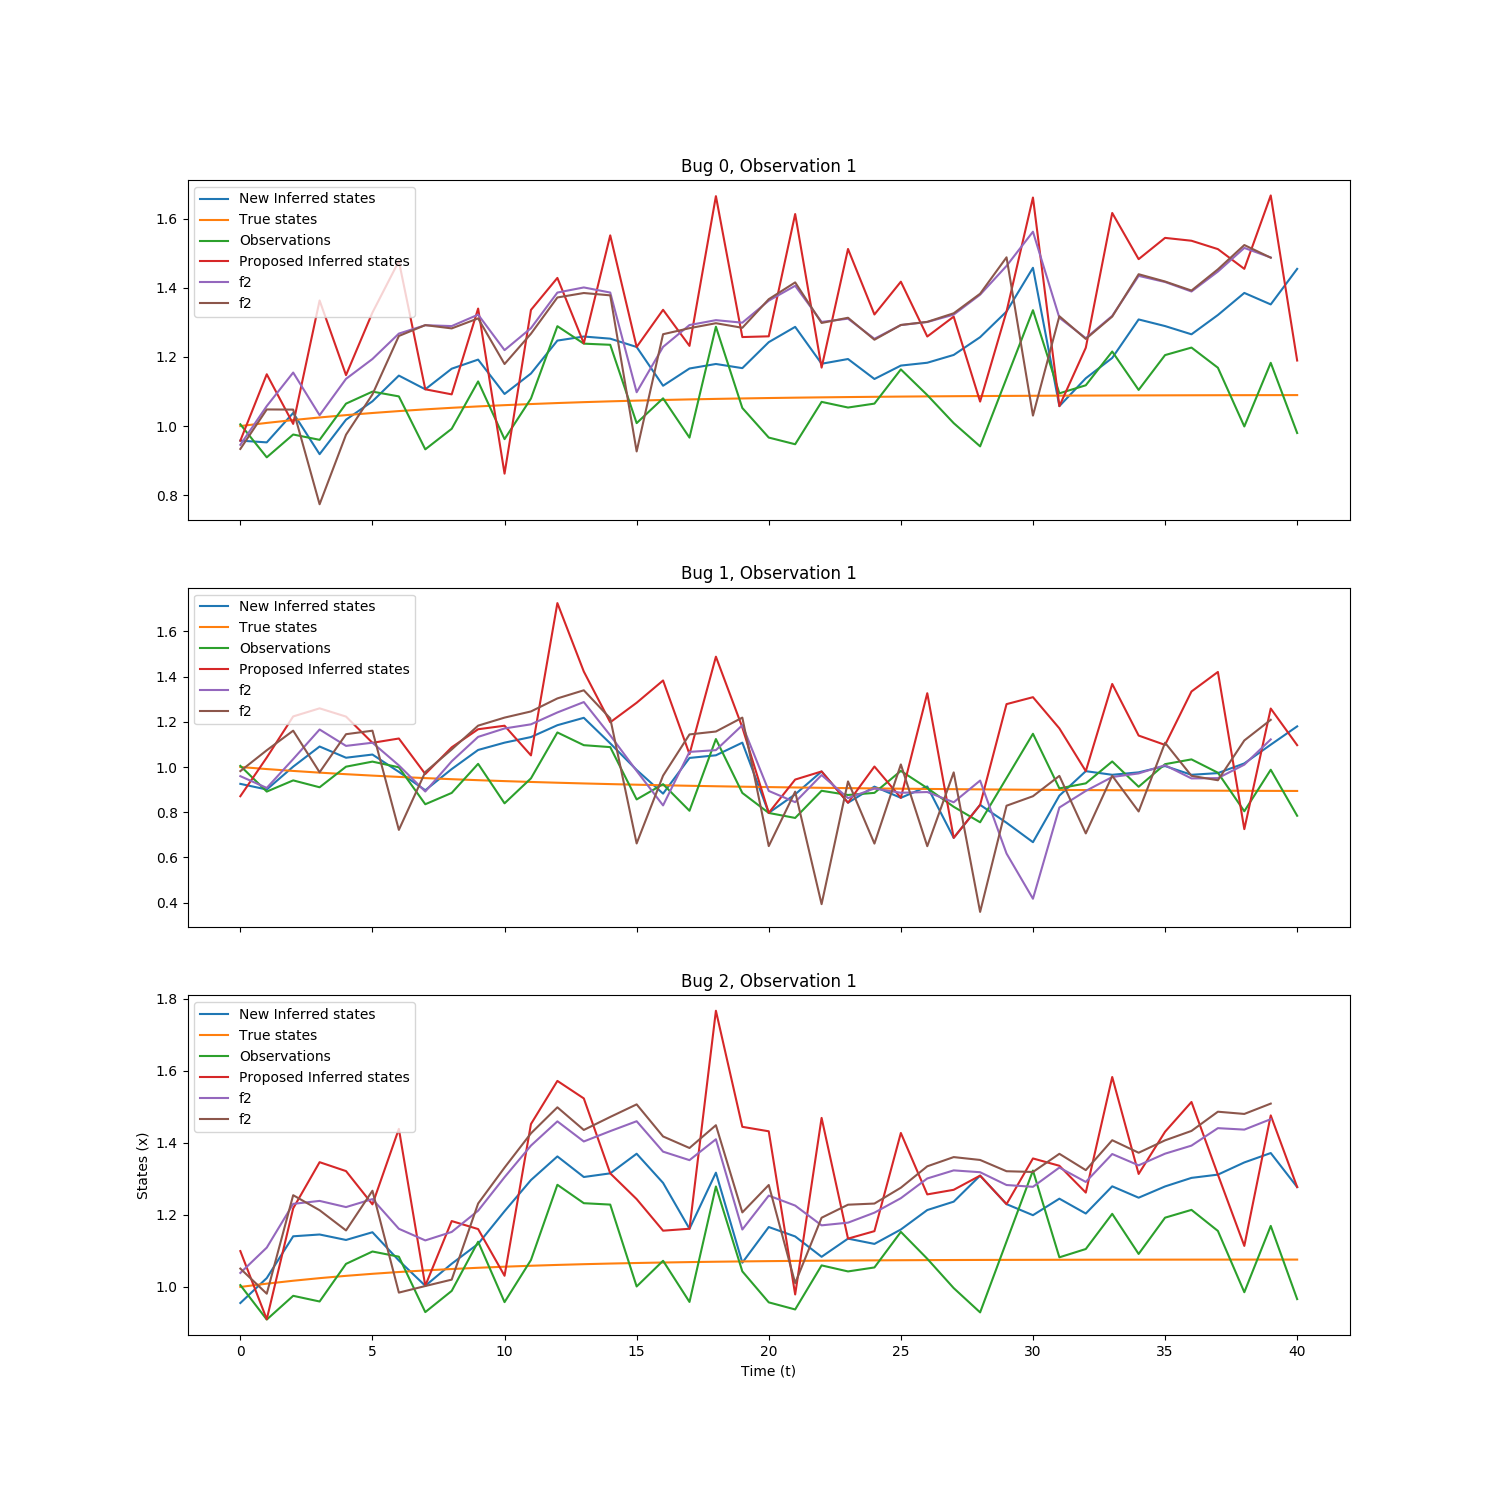 Bug 0, Observation 1
New Inferred states
True states
Observations
Proposed Inferred states
f2
f2
1.6
1.4
1.2
1.0
0.8
Bug 1, Observation 1
New Inferred states
True states
Observations
Proposed Inferred states
f2
f2
1.6
1.4
1.2
1.0
0.8
0.6
0.4
Bug 2, Observation 1
New Inferred states
True states
Observations
Proposed Inferred states
f2
f2
1.8
1.6
1.4
1.2
1.0
States (x)
0 5 10 15 20 25 30 35 40
Time (t)